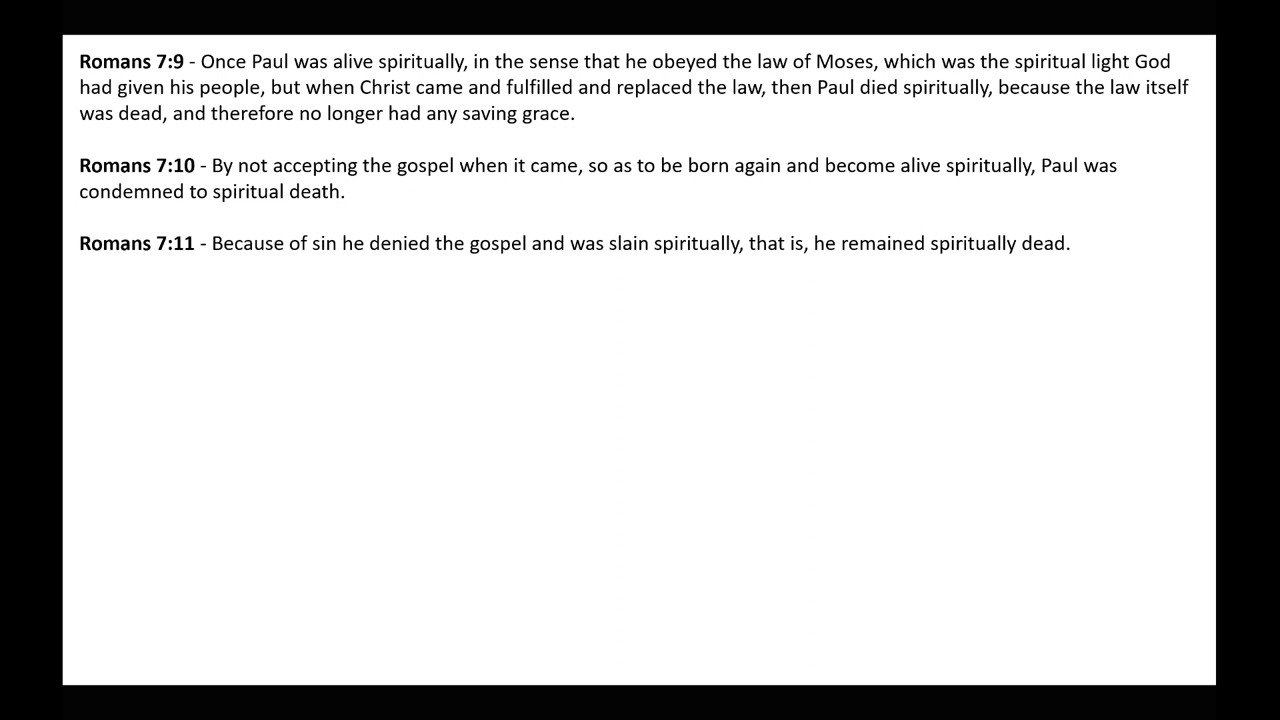 Romans 7:9 - Once Paul was alive spiritually, in the sense that he obeyed the law of Moses, which was the spiritual light God
had given his people, but when Christ came and fulfilled and replaced the law, then Paul died spiritually, because the law itself
was dead, and therefore no longer had any saving grace.
Romans 7:10 - By not accepting the gospel when it came, so as to be born again and become alive spiritually, Paul was
condemned to spiritual death.
Romans 7:11 - Because of sin he denied the gospel and was slain spiritually, that is, he remained spiritually dead.